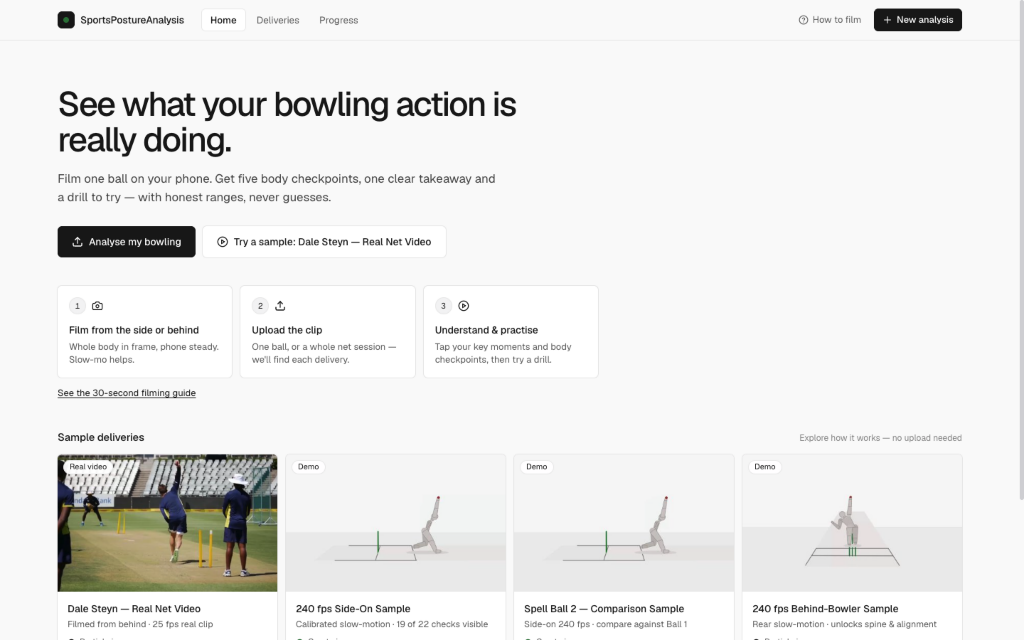 SportsPostureAnalysis
Home
Deliveries
Progress
How to film
New analysis
See what your bowling action is
really doing.
Film one ball on your phone. Get five body checkpoints, one clear takeaway and
a drill to try — with honest ranges, never guesses.
Analyse my bowling
Try a sample: Dale Steyn — Real Net Video
1
Film from the side or behind
Whole body in frame, phone steady.
Slow-mo helps.
2
Upload the clip
One ball, or a whole net session —
we'll find each delivery.
3
Understand & practise
Tap your key moments and body
checkpoints, then try a drill.
See the 30-second filming guide
Sample deliveries
Explore how it works — no upload needed
Real video
Dale Steyn — Real Net Video
Filmed from behind · 25 fps real clip
Demo
240 fps Side-On Sample
Calibrated slow-motion · 19 of 22 checks visible
Demo
Spell Ball 2 — Comparison Sample
Side-on 240 fps · compare against Ball 1
Demo
240 fps Behind-Bowler Sample
Rear slow-motion · unlocks spine & alignment